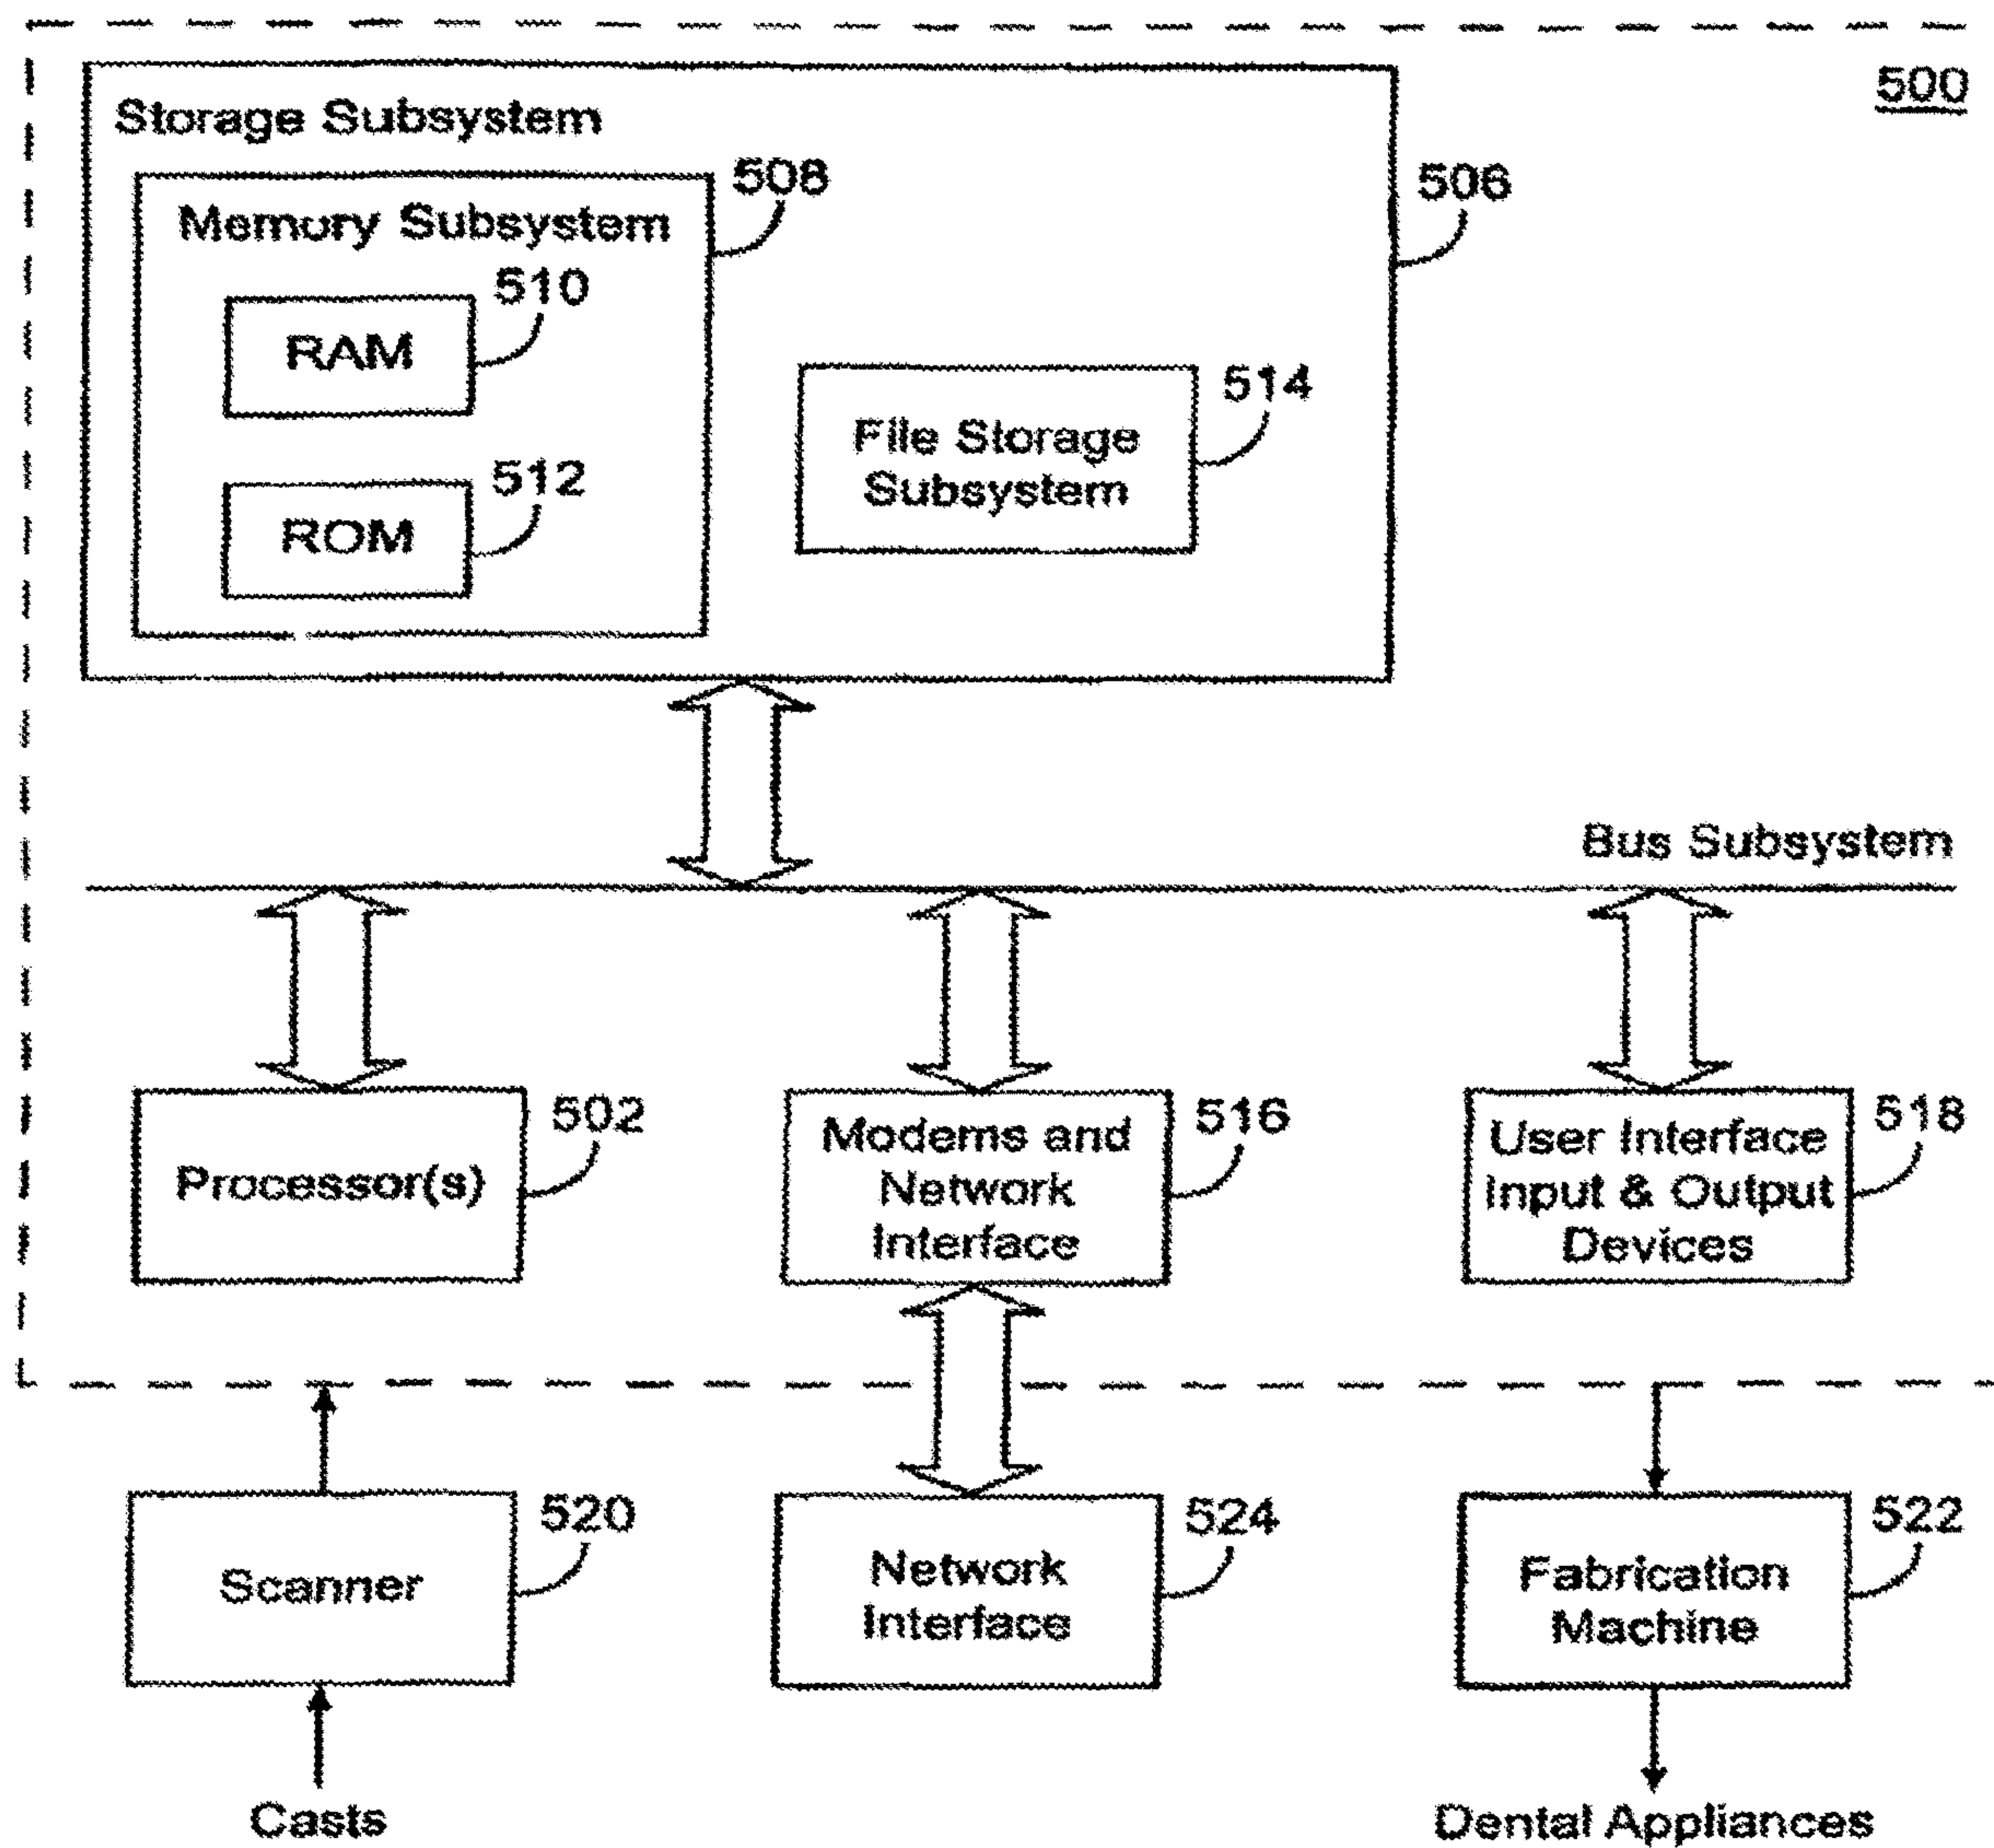 500
Storage Subsystem
508
506
Memory Subsystem
510
RAM
514
File Storage
Subsystem
512
ROM
Bus Subsystem
502
Processor(s)
516
Modems and
Network
Interface
518
User Interface
Input & Output
Devices
520
Scanner
524
Network
Interface
522
Fabrication
Machine
Casts
Dental Appliances